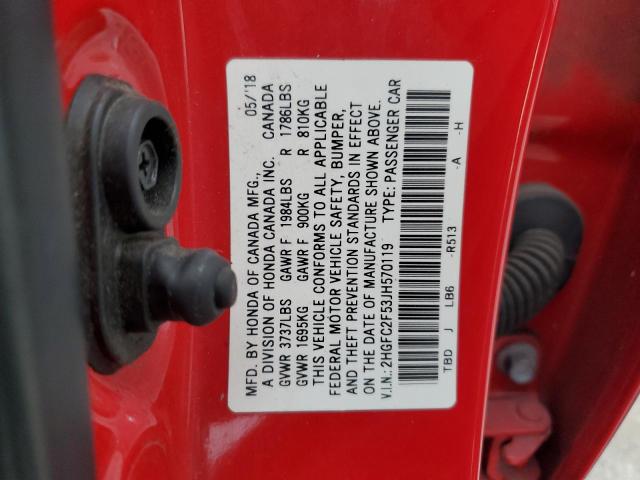 MFD. BY HONDA OF CANADA MFG., 05/'18
A DIVISION OF HONDA CANADA INC. CANADA
GVWR 3737LBS GAWR F 1984LBS R 1786LBS
GVWR 1695KG GAWR F 900KG R 810KG
THIS VEHICLE CONFORMS TO ALL APPLICABLE
FEDERAL MOTOR VEHICLE SAFETY, BUMPER,
AND THEFT PREVENTION STANDARDS IN EFFECT
ON THE DATE OF MANUFACTURE SHOWN ABOVE.
V.I.N.: 2HGFC2F53JH570119 TYPE: PASSENGER CAR
TBD J LB6 -R513 -A -H